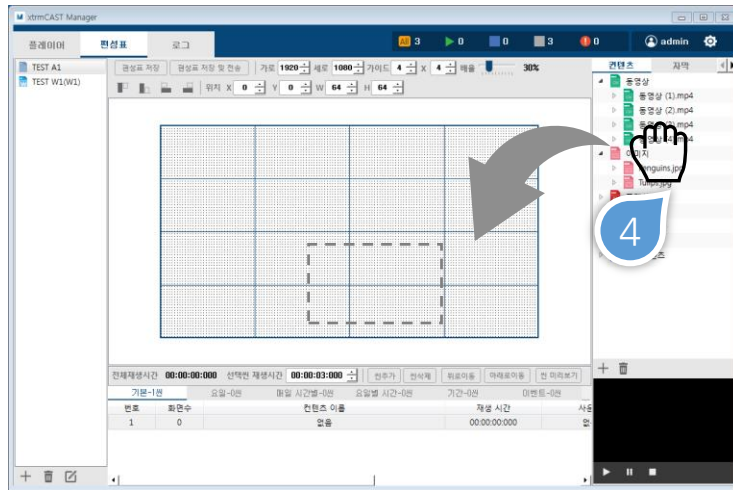 xtrmCAST Manager
플레이어 편성표 로그 All 3 0 0 3 0 admin
TEST A1
TEST W1(W1)
편성표 저장 편성표 저장 및 전송 가로 1920 세로 1080 가이드 4 X 4 배율 30%
위치 X 0 Y 0 W 64 H 64
컨텐츠 자막
동영상
동영상 (1).mp4
동영상 (2).mp4
이미지
Penguins.jpg
Tulips.jpg
4
전체재생시간 00:00:00:000 선택씬 재생시간 00:00:03:000 씬추가 씬삭제 위로이동 아래로이동 씬 미리보기
기본-1씬 요일-0씬 매일 시간별-0씬 요일별 시간-0씬 기간-0씬 이벤트-0씬
번호 화면수 컨텐츠 이름 재생 시간
1 0 없음 00:00:00:000